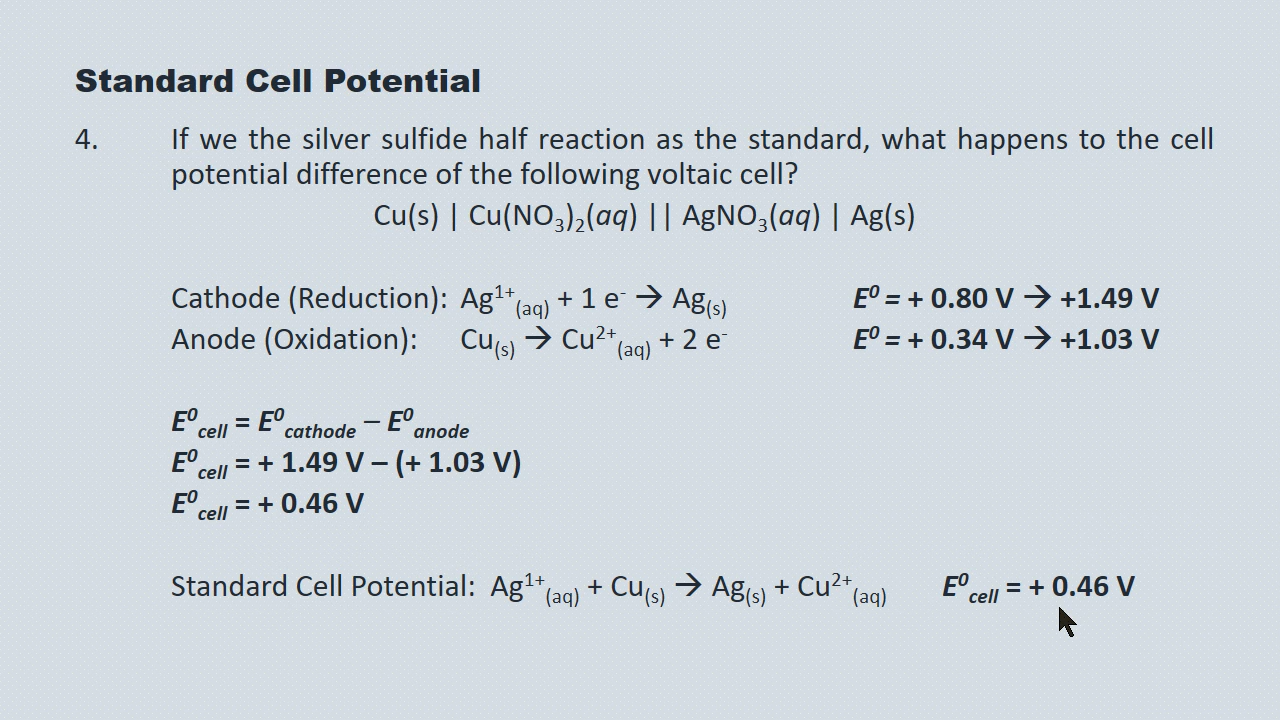 Standard Cell Potential
4. If we the silver sulfide half reaction as the standard, what happens to the cell
potential difference of the following voltaic cell?
Cu(s) | Cu(NO₃)₂(aq) || AgNO₃(aq) | Ag(s)
Cathode (Reduction): Ag¹⁺(aq) + 1 e⁻ → Ag(s) E⁰ = + 0.80 V → +1.49 V
Anode (Oxidation): Cu(s) → Cu²⁺(aq) + 2 e⁻ E⁰ = + 0.34 V → +1.03 V
E⁰cell = E⁰cathode – E⁰anode
E⁰cell = + 1.49 V – (+ 1.03 V)
E⁰cell = + 0.46 V
Standard Cell Potential: Ag¹⁺(aq) + Cu(s) → Ag(s) + Cu²⁺(aq) E⁰cell = + 0.46 V